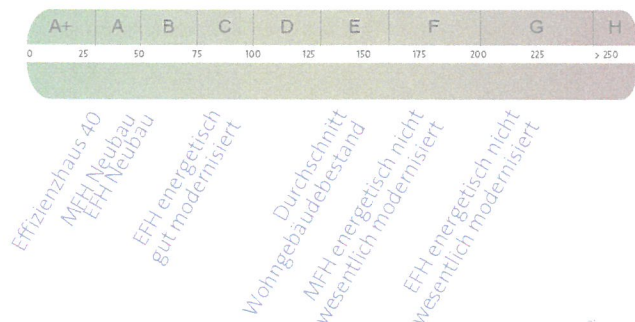 A+ A B C D E F G H
0 25 50 75 100 125 150 175 200 225 > 250
Effizienzhaus 40
MFH Neubau
EFH Neubau
EFH energetisch
gut modernisiert
Durchschnitt
Wohngebäudebestand
MFH energetisch nicht
wesentlich modernisiert
EFH energetisch nicht
wesentlich modernisiert